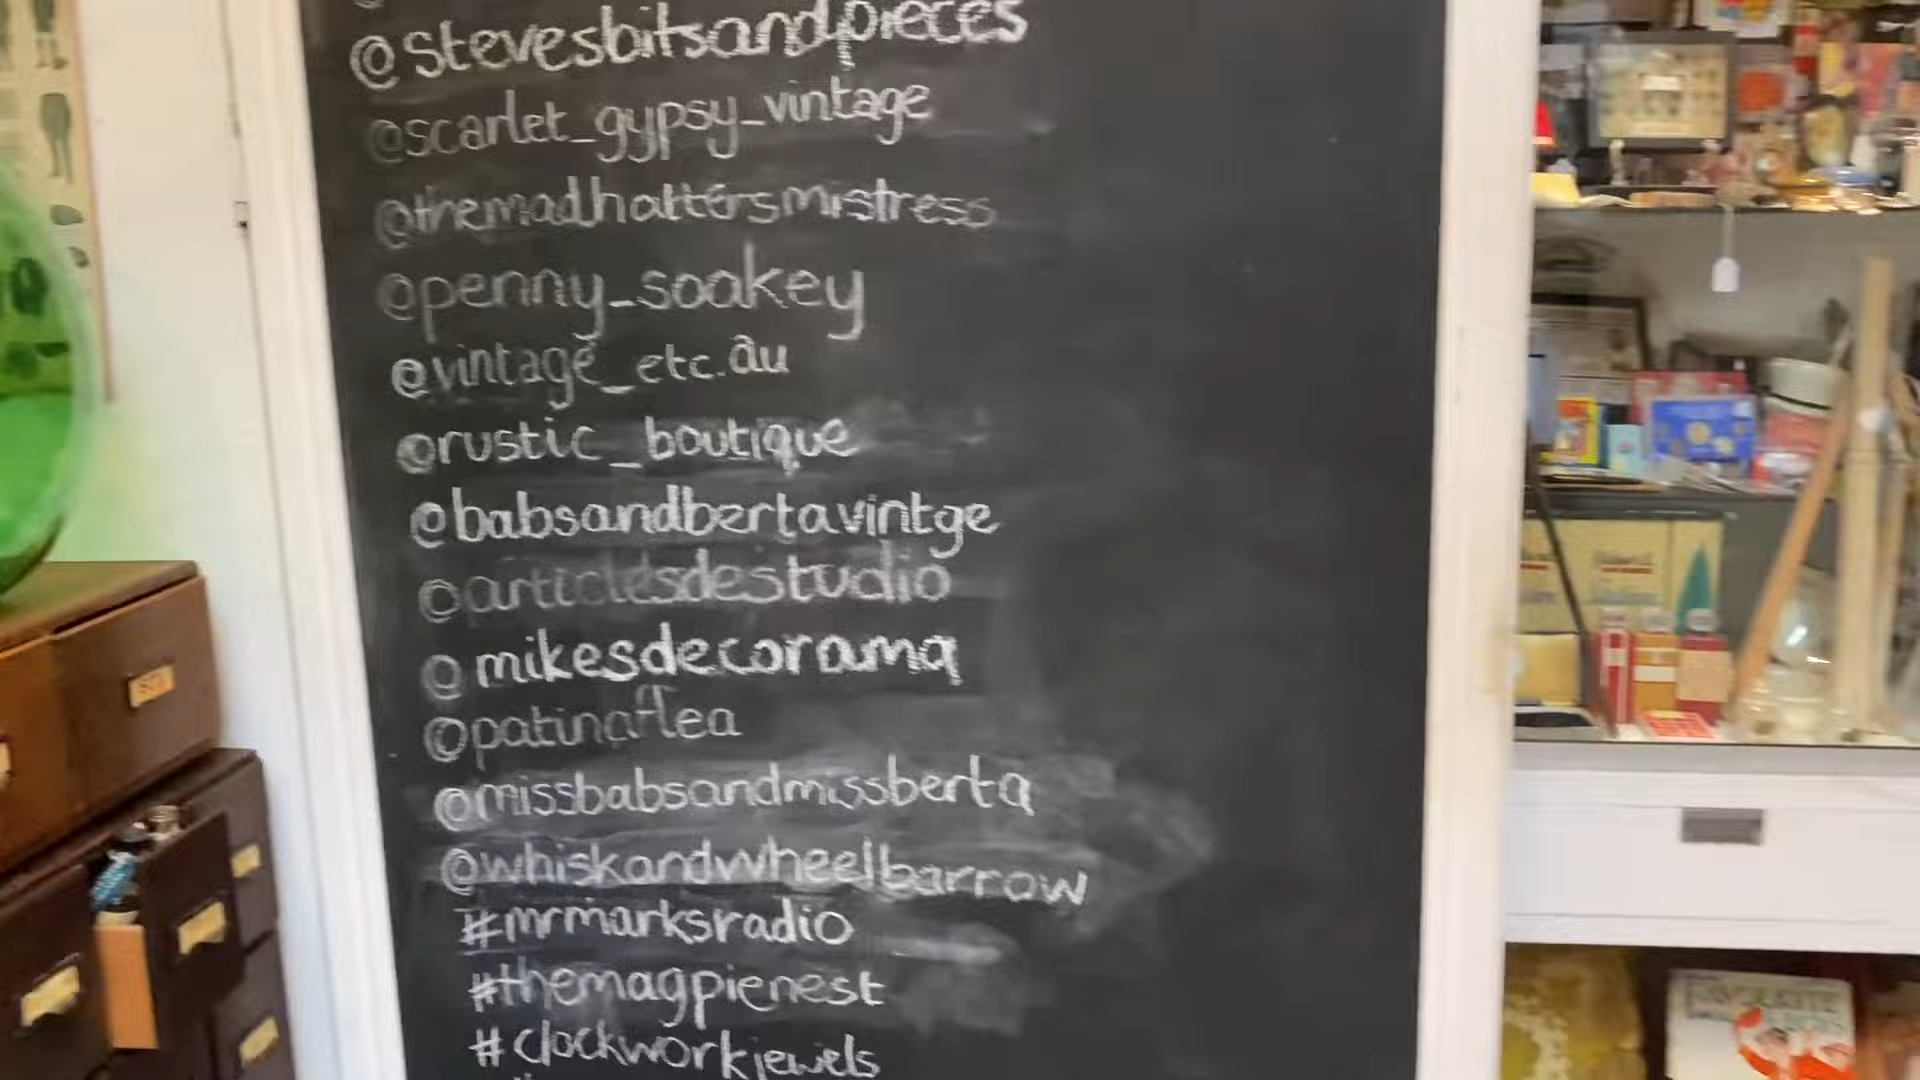 @stevesbitsandpieces
@scarlet_gypsy_vintage
@themadhattersmistress
@penny_soakey
@vintage_etc.au
@rustic_boutique
@babsandbertavintge
@articlesdestudio
@mikesdecorama
@patinaflea
@missbabsandmissberta
@whiskandwheelbarrow
#mrmarksradio
#themagpienest
#clockworkjewels